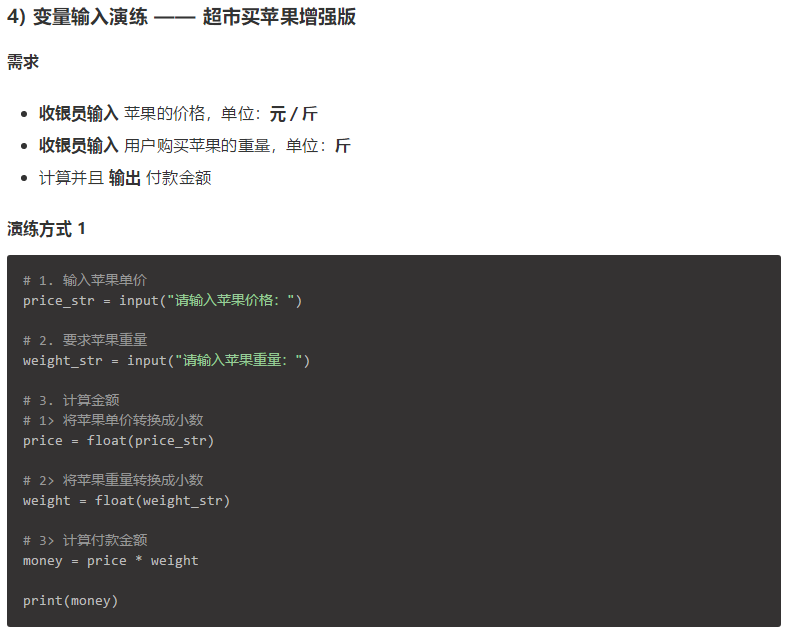 4) 变量输入演练 —— 超市买苹果增强版
需求
收银员输入 苹果的价格，单位：元／斤
收银员输入 用户购买苹果的重量，单位：斤
计算并且 输出 付款金额
演练方式 1
# 1. 输入苹果单价
price_str = input("请输入苹果价格：")
# 2. 要求苹果重量
weight_str = input("请输入苹果重量：")
# 3. 计算金额
# 1> 将苹果单价转换成小数
price = float(price_str)
# 2> 将苹果重量转换成小数
weight = float(weight_str)
# 3> 计算付款金额
money = price * weight
print(money)